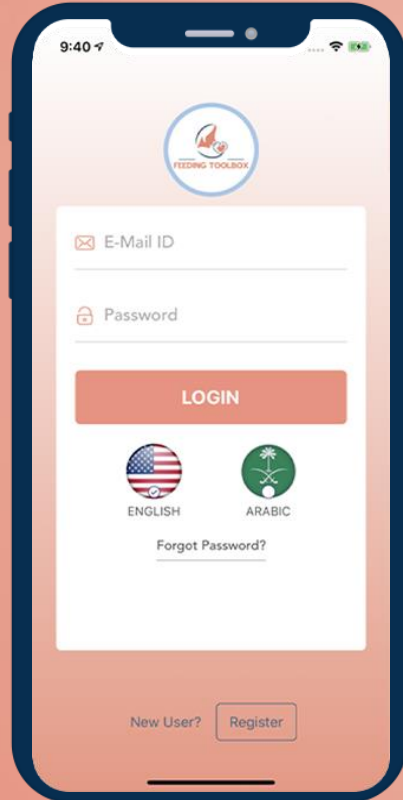 9:40
FEEDING TOOLBOX
E-Mail ID
Password
LOGIN
ENGLISH
ARABIC
Forgot Password?
New User?
Register